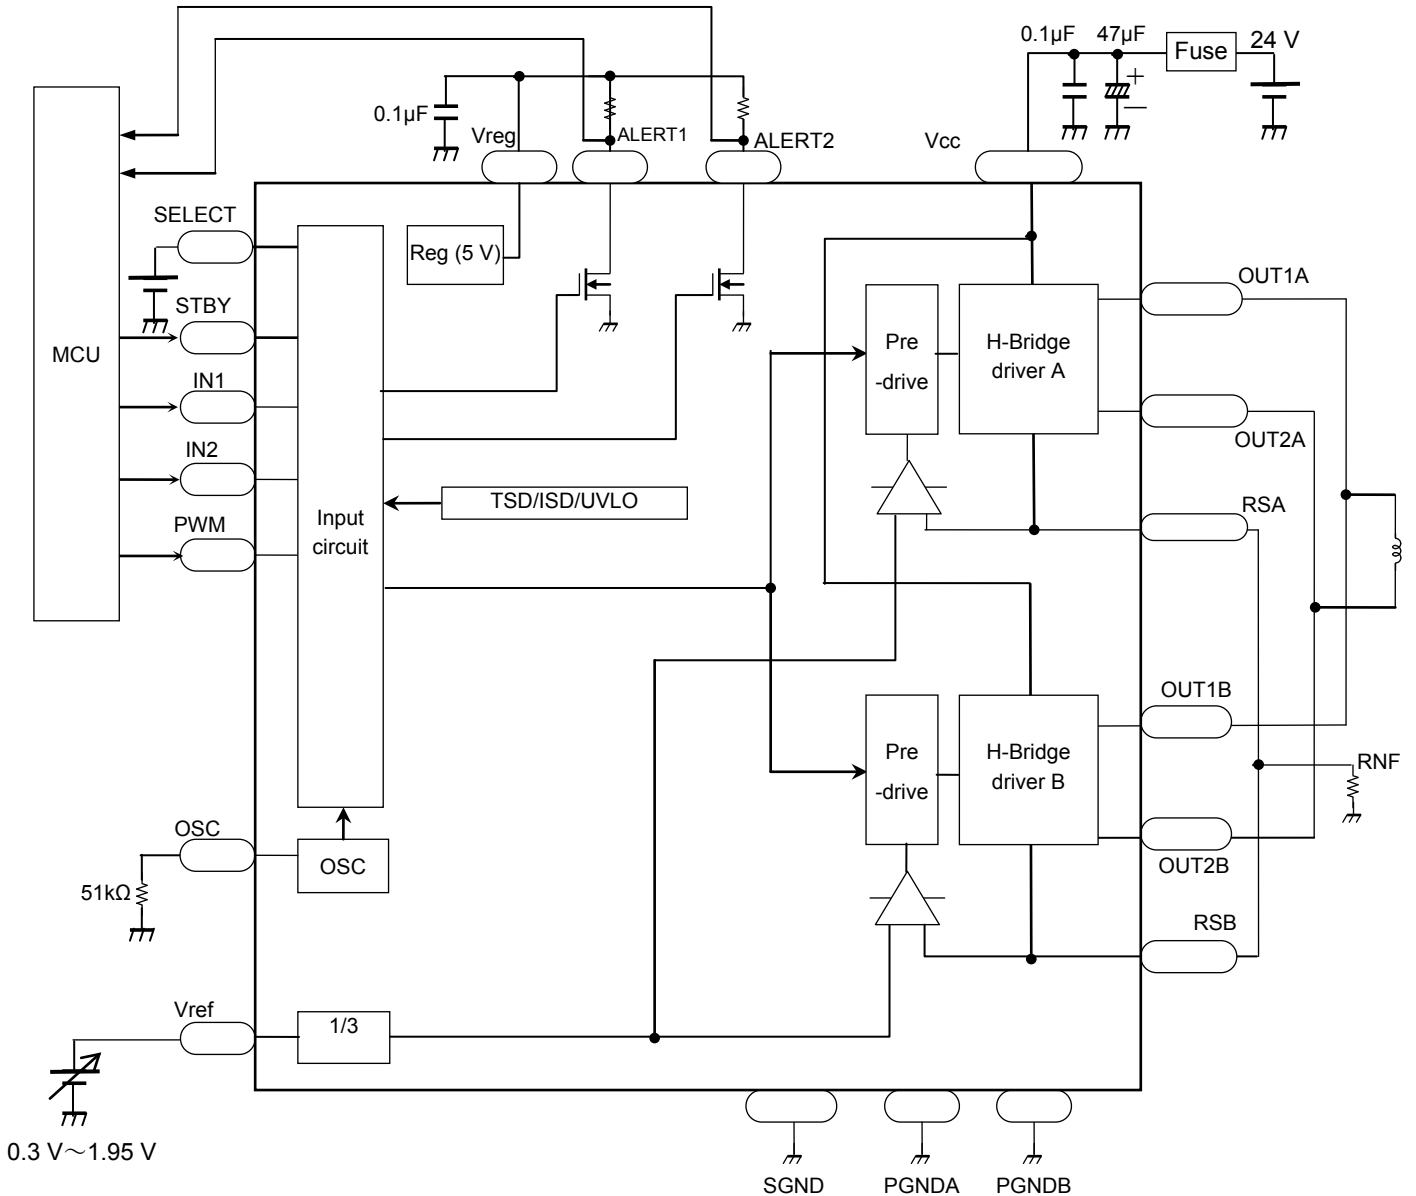 0.1µF
47µF
Fuse
24 V
0.1µF
Vreg
ALERT1
ALERT2
Vcc
SELECT
Reg (5 V)
OUT1A
STBY
MCU
Pre
-drive
H-Bridge
driver A
IN1
OUT2A
IN2
TSD/ISD/UVLO
RSA
PWM
Input
circuit
OUT1B
Pre
-drive
H-Bridge
driver B
RNF
OSC
OSC
OUT2B
51kΩ
RSB
Vref
1/3
0.3 V～1.95 V
SGND
PGNDA
PGNDB